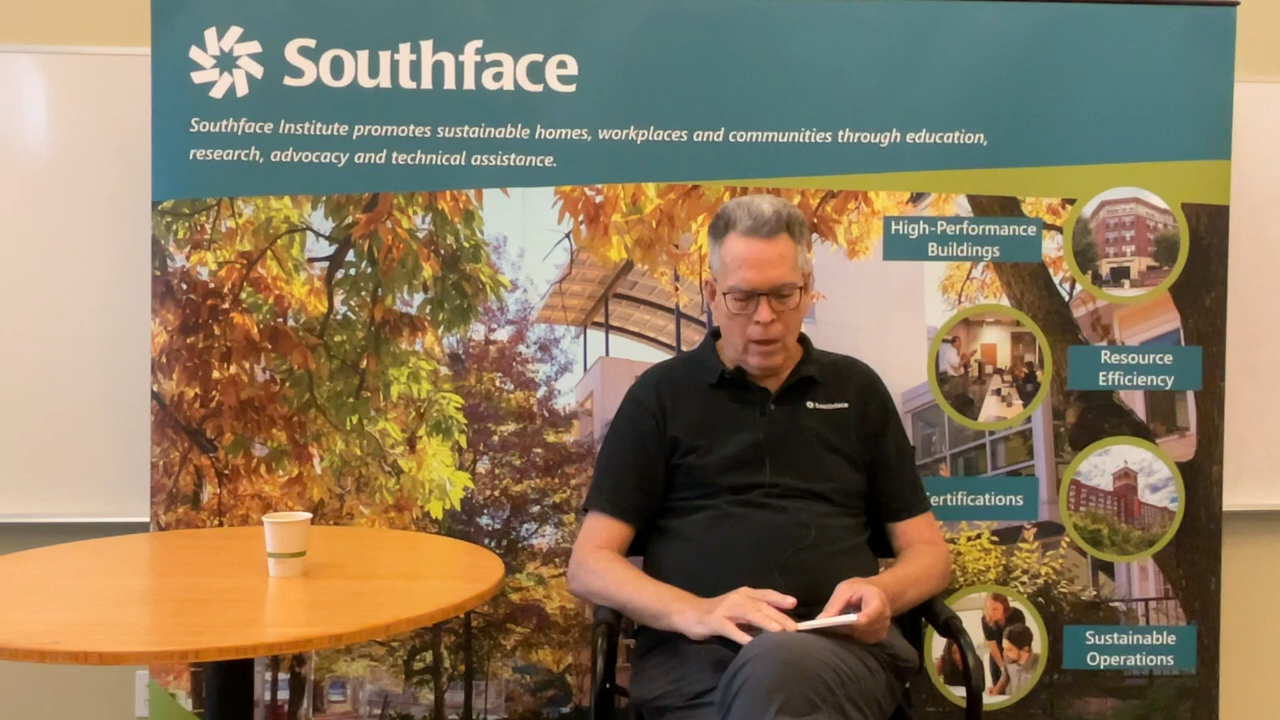 Southface
Southface Institute promotes sustainable homes, workplaces and communities through education,
research, advocacy and technical assistance.
High-Performance
Buildings
Resource
Efficiency
Southface
Certifications
Sustainable
Operations